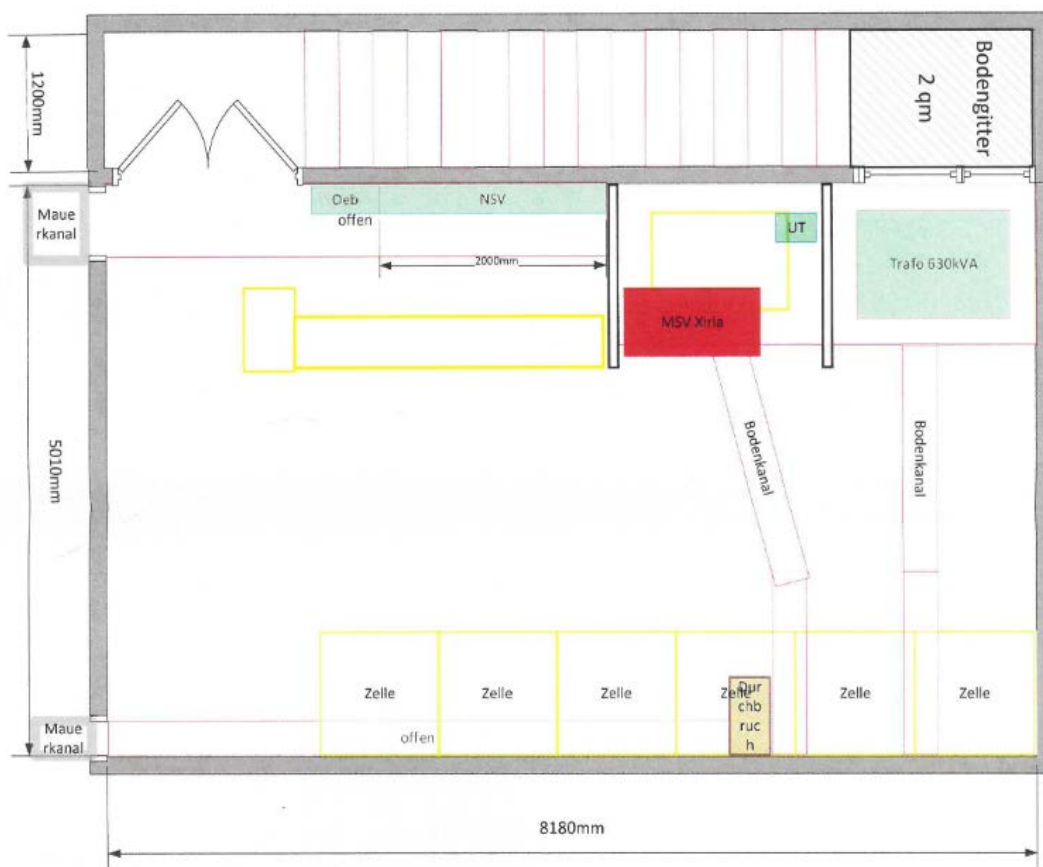 1200mm
Bodengitter
2 qm
Maue
rkanal
Oeb
offen
NSV
UT
Trafo 630kVA
2000mm
MSV Xiria
5010mm
Bodenkanal
Bodenkanal
Zelle
Zelle
Zelle
Zelle
Zelle
Zelle
Dur
chb
ruc
h
Maue
rkanal
offen
8180mm